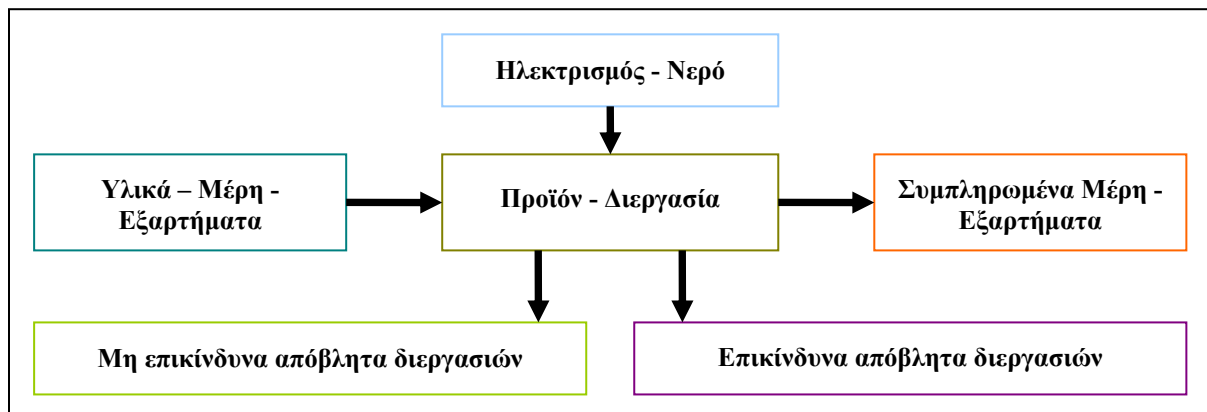 Ηλεκτρισμός - Νερό
Υλικά – Μέρη -
Εξαρτήματα
Προϊόν - Διεργασία
Συμπληρωμένα Μέρη -
Εξαρτήματα
Μη επικίνδυνα απόβλητα διεργασιών
Επικίνδυνα απόβλητα διεργασιών